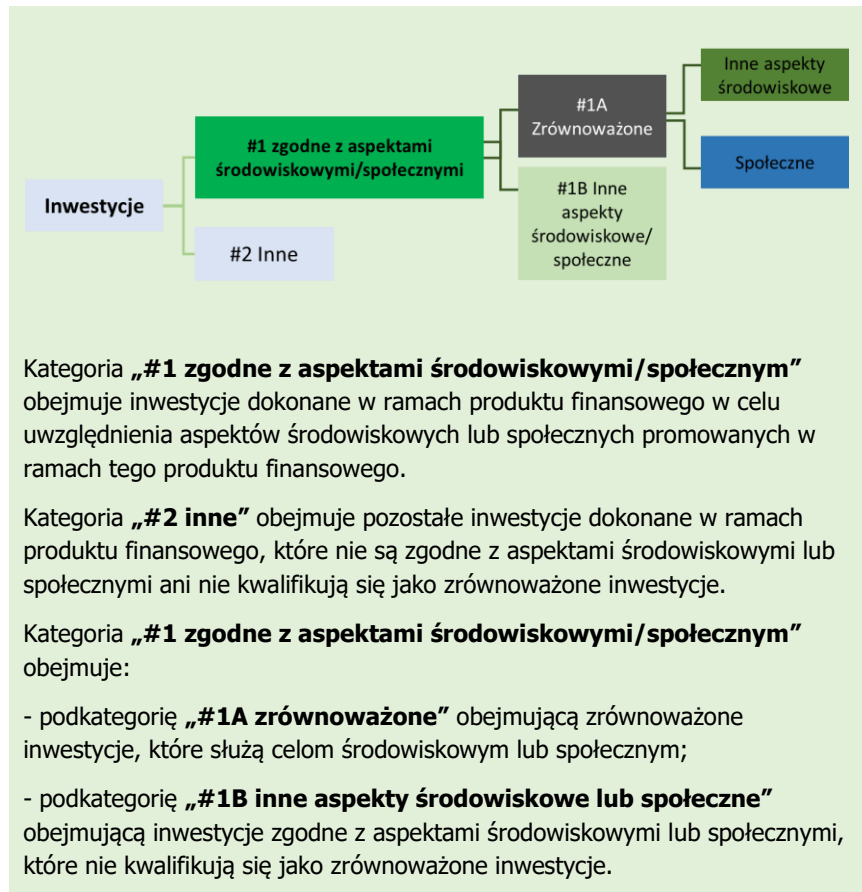 Inwestycje
#1 zgodne z aspektami
środowiskowymi/społecznymi
#2 Inne
#1A
Zrównoważone
#1B Inne
aspekty
środowiskowe/
społeczne
Inne aspekty
środowiskowe
Społeczne
Kategoria „#1 zgodne z aspektami środowiskowymi/społecznym”
obejmuje inwestycje dokonane w ramach produktu finansowego w celu
uwzględnienia aspektów środowiskowych lub społecznych promowanych w
ramach tego produktu finansowego.
Kategoria „#2 inne” obejmuje pozostałe inwestycje dokonane w ramach
produktu finansowego, które nie są zgodne z aspektami środowiskowymi lub
społecznymi ani nie kwalifikują się jako zrównoważone inwestycje.
Kategoria „#1 zgodne z aspektami środowiskowymi/społecznym”
obejmuje:
- podkategorię „#1A zrównoważone” obejmującą zrównoważone
inwestycje, które służą celom środowiskowym lub społecznym;
- podkategorię „#1B inne aspekty środowiskowe lub społeczne”
obejmującą inwestycje zgodne z aspektami środowiskowymi lub społecznymi,
które nie kwalifikują się jako zrównoważone inwestycje.